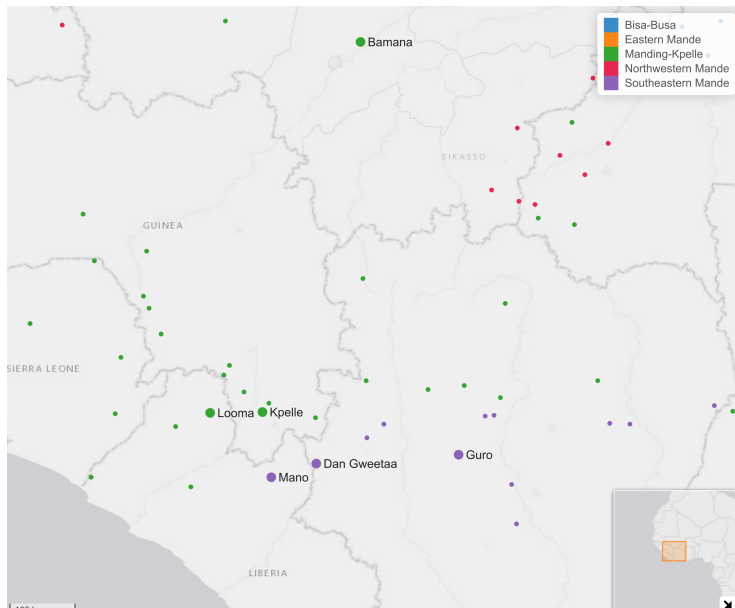 Bamana
Bisa-Busa
Eastern Mande
Manding-Kpelle
Northwestern Mande
Southeastern Mande
SIKASSO
GUINEA
SIERRA LEONE
Looma
Kpelle
Dan Gweetaa
Guro
Mano
LIBERIA